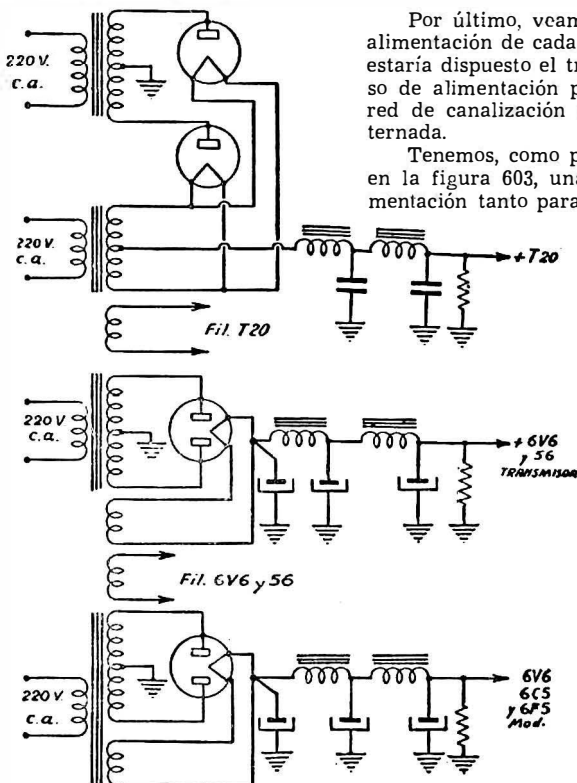 Por último, veam
alimentación de cada
estaría dispuesto el tr
so de alimentación p
red de canalización
ternada.
Tenemos, como p
en la figura 603, una
mentación tanto para
220 V.
c.a.
220 V.
c.a.
+T20
Fil. T20
220 V.
c.a.
+6V6
y 56
TRANSMISOR
Fil. 6V6 y 56
220 V.
c.a.
6V6
6C5
y 6F5
Mod.